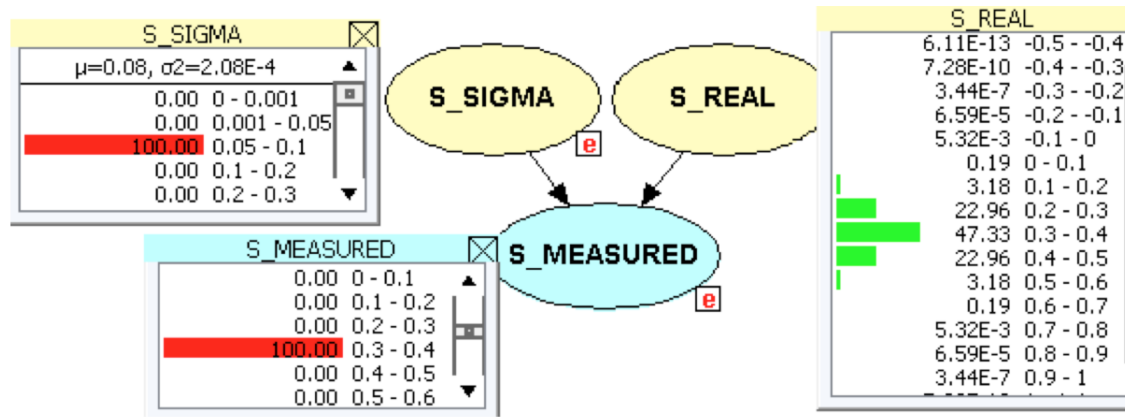 S_SIGMA
μ=0.08, σ2=2.08E-4
0.00 0 - 0.001
0.00 0.001 - 0.05
100.00 0.05 - 0.1
0.00 0.1 - 0.2
0.00 0.2 - 0.3
S_SIGMA
e
S_REAL
S_MEASURED
e
S_MEASURED
0.00 0 - 0.1
0.00 0.1 - 0.2
0.00 0.2 - 0.3
100.00 0.3 - 0.4
0.00 0.4 - 0.5
0.00 0.5 - 0.6
S_REAL
6.11E-13 -0.5 - -0.4
7.28E-10 -0.4 - -0.3
3.44E-7 -0.3 - -0.2
6.59E-5 -0.2 - -0.1
5.32E-3 -0.1 - 0
0.19 0 - 0.1
3.18 0.1 - 0.2
22.96 0.2 - 0.3
47.33 0.3 - 0.4
22.96 0.4 - 0.5
3.18 0.5 - 0.6
0.19 0.6 - 0.7
5.32E-3 0.7 - 0.8
6.59E-5 0.8 - 0.9
3.44E-7 0.9 - 1